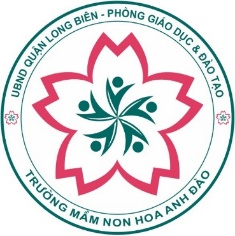 UBND QUẬN LONG BIÊN - PHÒNG GIÁO DỤC & ĐÀO TẠO
TRƯỜNG MẦM NON HOA ANH ĐÀO